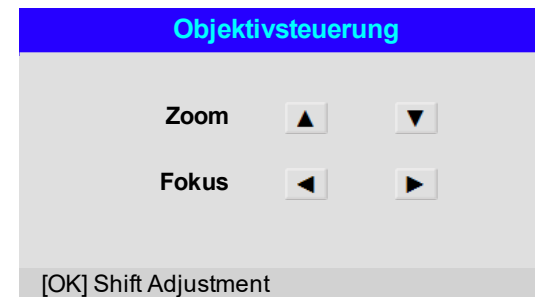 Objektivsteuerung
Zoom ▲ ▼
Fokus ◄ ►
[OK] Shift Adjustment